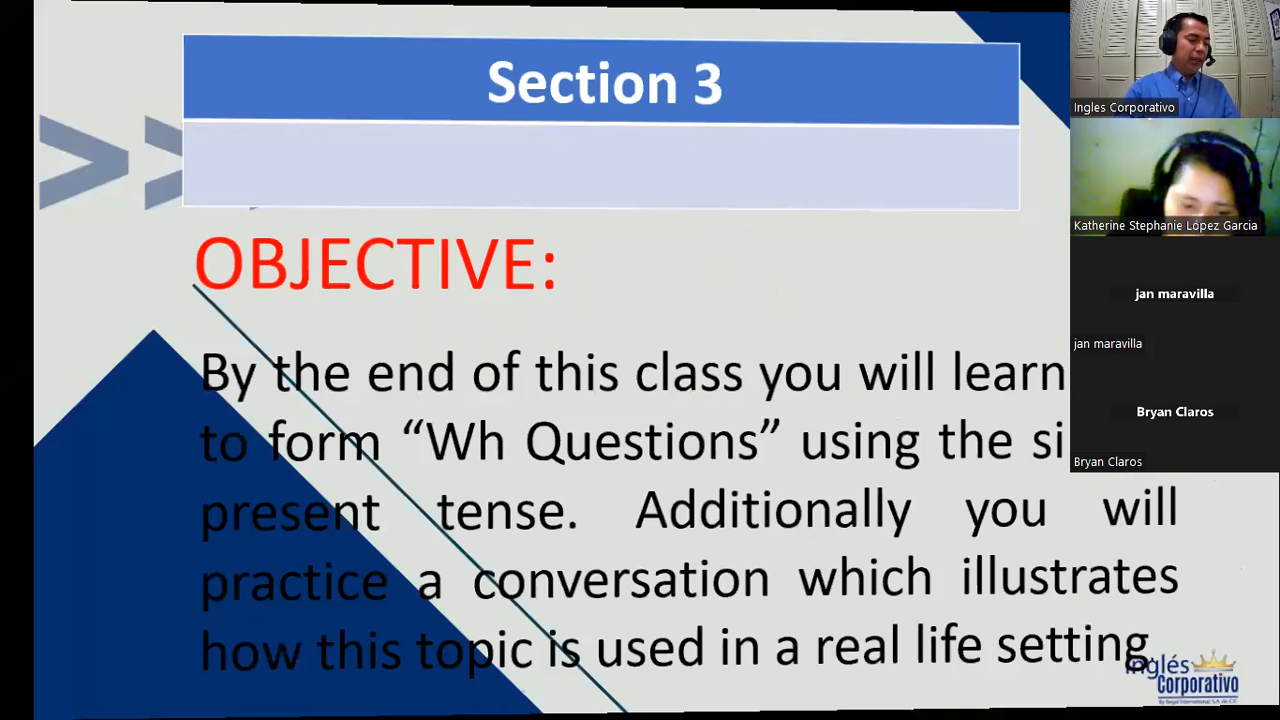 Section 3
OBJECTIVE:
By the end of this class you will learn
to form “Wh Questions” using the si
present tense. Additionally you will
practice a conversation which illustrates
how this topic is used in a real life setting.
Ingles Corporativo
Katherine Stephanie López Garcia
jan maravilla
jan maravilla
Bryan Claros
Bryan Claros
Inglés
Corporativo